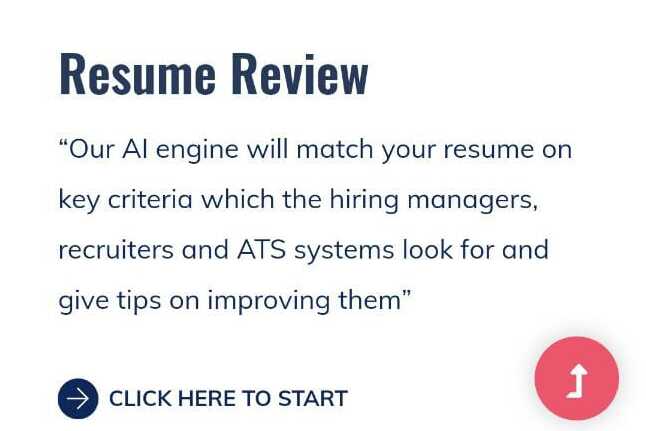 Resume Review
“Our AI engine will match your resume on
key criteria which the hiring managers,
recruiters and ATS systems look for and
give tips on improving them”
CLICK HERE TO START